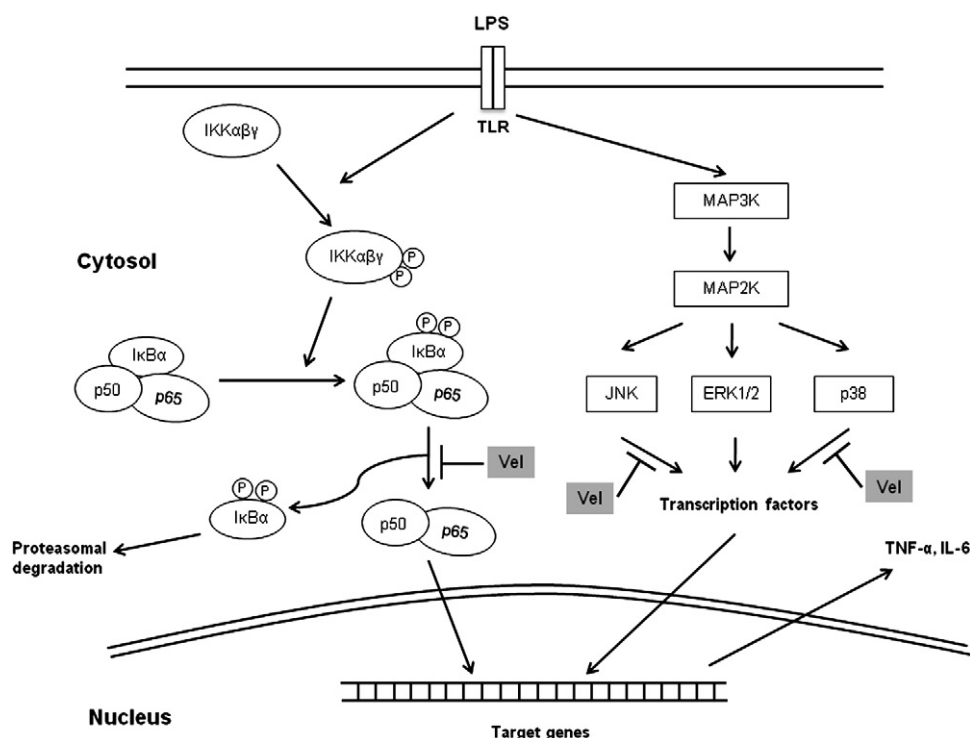 LPS
TLR
IKKαβγ
MAP3K
IKKαβγ
P
P
Cytosol
MAP2K
P
P
IκBα
p50
p65
IκBα
p50
p65
JNK
ERK1/2
p38
Vel
Vel
Vel
P
P
IκBα
p50
p65
Transcription factors
Proteasomal
degradation
TNF-α, IL-6
Nucleus
Target genes